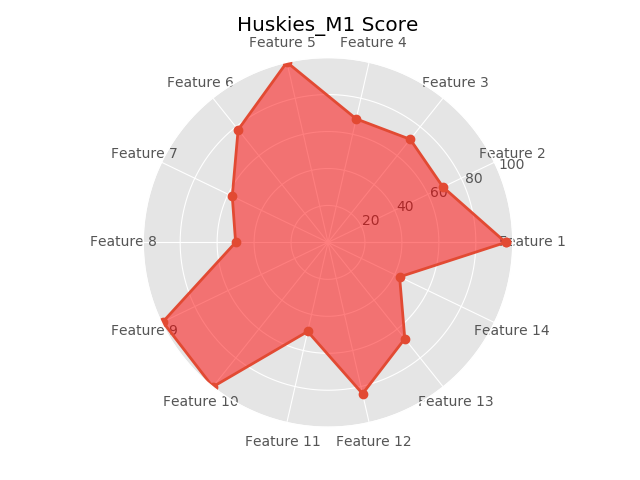 Huskies_M1 Score
Feature 5
Feature 4
Feature 6
Feature 3
Feature 7
Feature 2
100
80
60
40
20
Feature 8
Feature 1
Feature 9
Feature 14
Feature 10
Feature 13
Feature 11
Feature 12